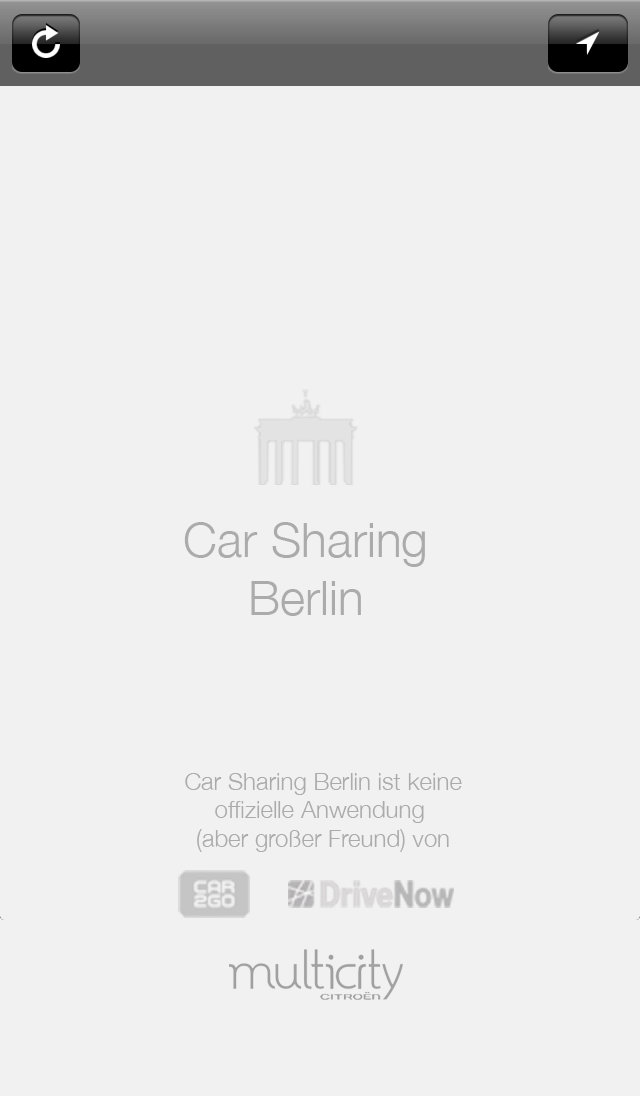 Car Sharing
Berlin
Car Sharing Berlin ist keine
offizielle Anwendung
(aber großer Freund) von
CAR
2GO
DriveNow
multicity
CITROËN